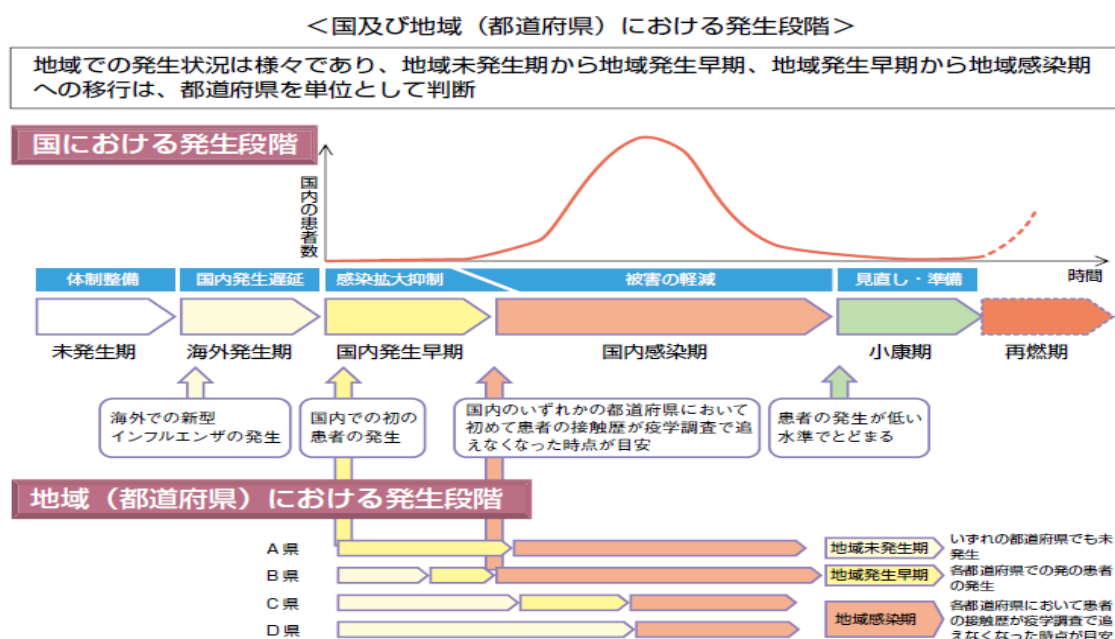 ＜国及び地域（都道府県）における発生段階＞
地域での発生状況は様々であり、地域未発生期から地域発生早期、地域発生早期から地域感染期
への移行は、都道府県を単位として判断
国における発生段階
国内の患者数
体制整備
国内発生遅延
感染拡大抑制
被害の軽減
見直し・準備
時間
未発生期
海外発生期
国内発生早期
国内感染期
小康期
再燃期
海外での新型
インフルエンザの発生
国内での初の
患者の発生
国内のいずれかの都道府県において
初めて患者の接触歴が疫学調査で追
えなくなった時点が目安
患者の発生が低い
水準でとどまる
地域（都道府県）における発生段階
A県
B県
C県
D県
地域未発生期
いずれの都道府県でも未
発生
地域発生早期
各都道府県での発の患者
の発生
地域感染期
各都道府県において患者
の接触歴が疫学調査で追
えなくなった時点が目安